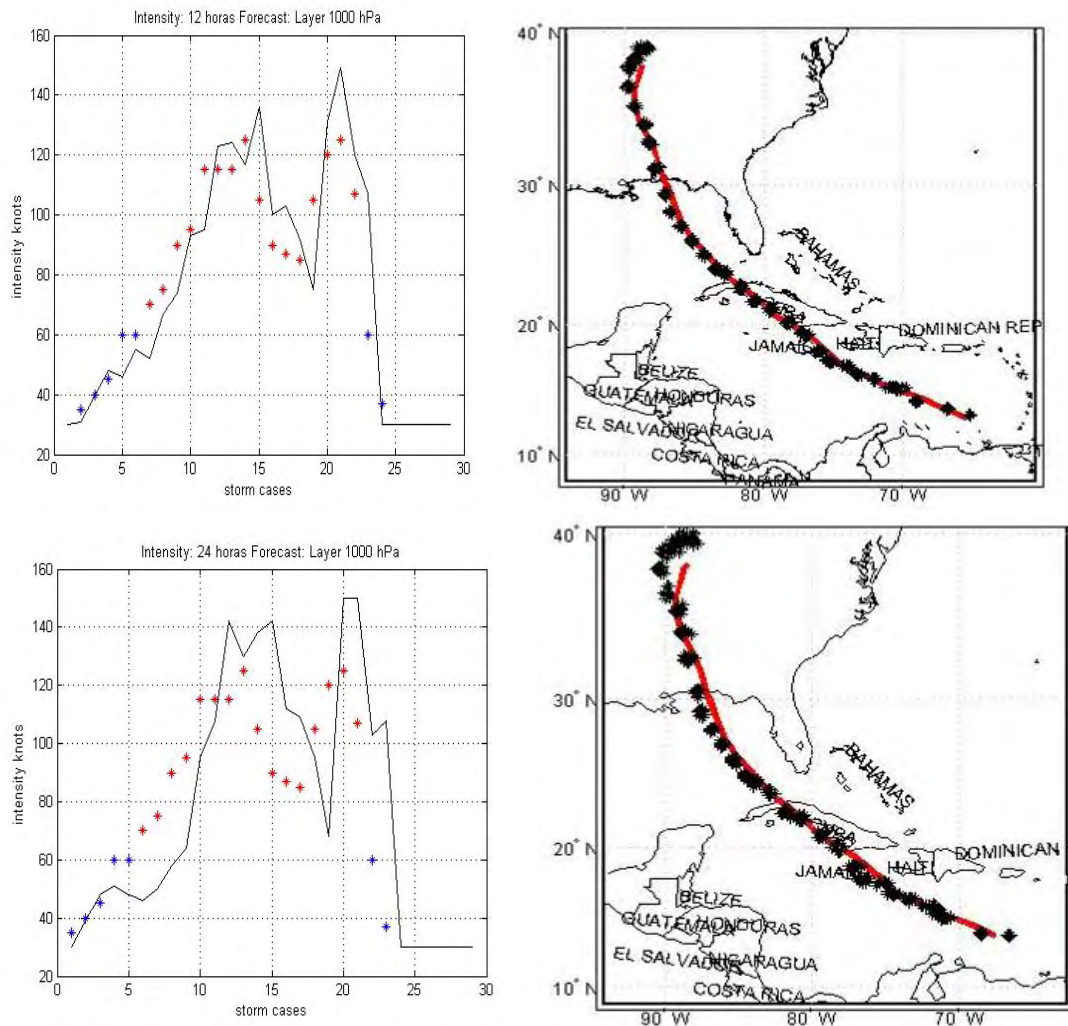 Intensity: 12 horas Forecast: Layer 1000 hPa
160
140
120
100
80
60
40
20
0
5
10
15
20
25
30
intensity knots
storm cases
40° N
30° N
20° N
10° N
90° W
80° W
70° W
BAHAMAS
DOMINICAN REP
HAITI
BELIZE
GUATEMALA
HONDURAS
EL SALVADOR
NICARAGUA
COSTA RICA
PANAMA
Intensity: 24 horas Forecast: Layer 1000 hPa
160
140
120
100
80
60
40
20
0
5
10
15
20
25
30
intensity knots
storm cases
40° N
30° N
20° N
10° N
90° W
80° W
70° W
BAHAMAS
DOMINICAN
HAITI
BELIZE
GUATEMALA
HONDURAS
EL SALVADOR
NICARAGUA
COSTA RICA